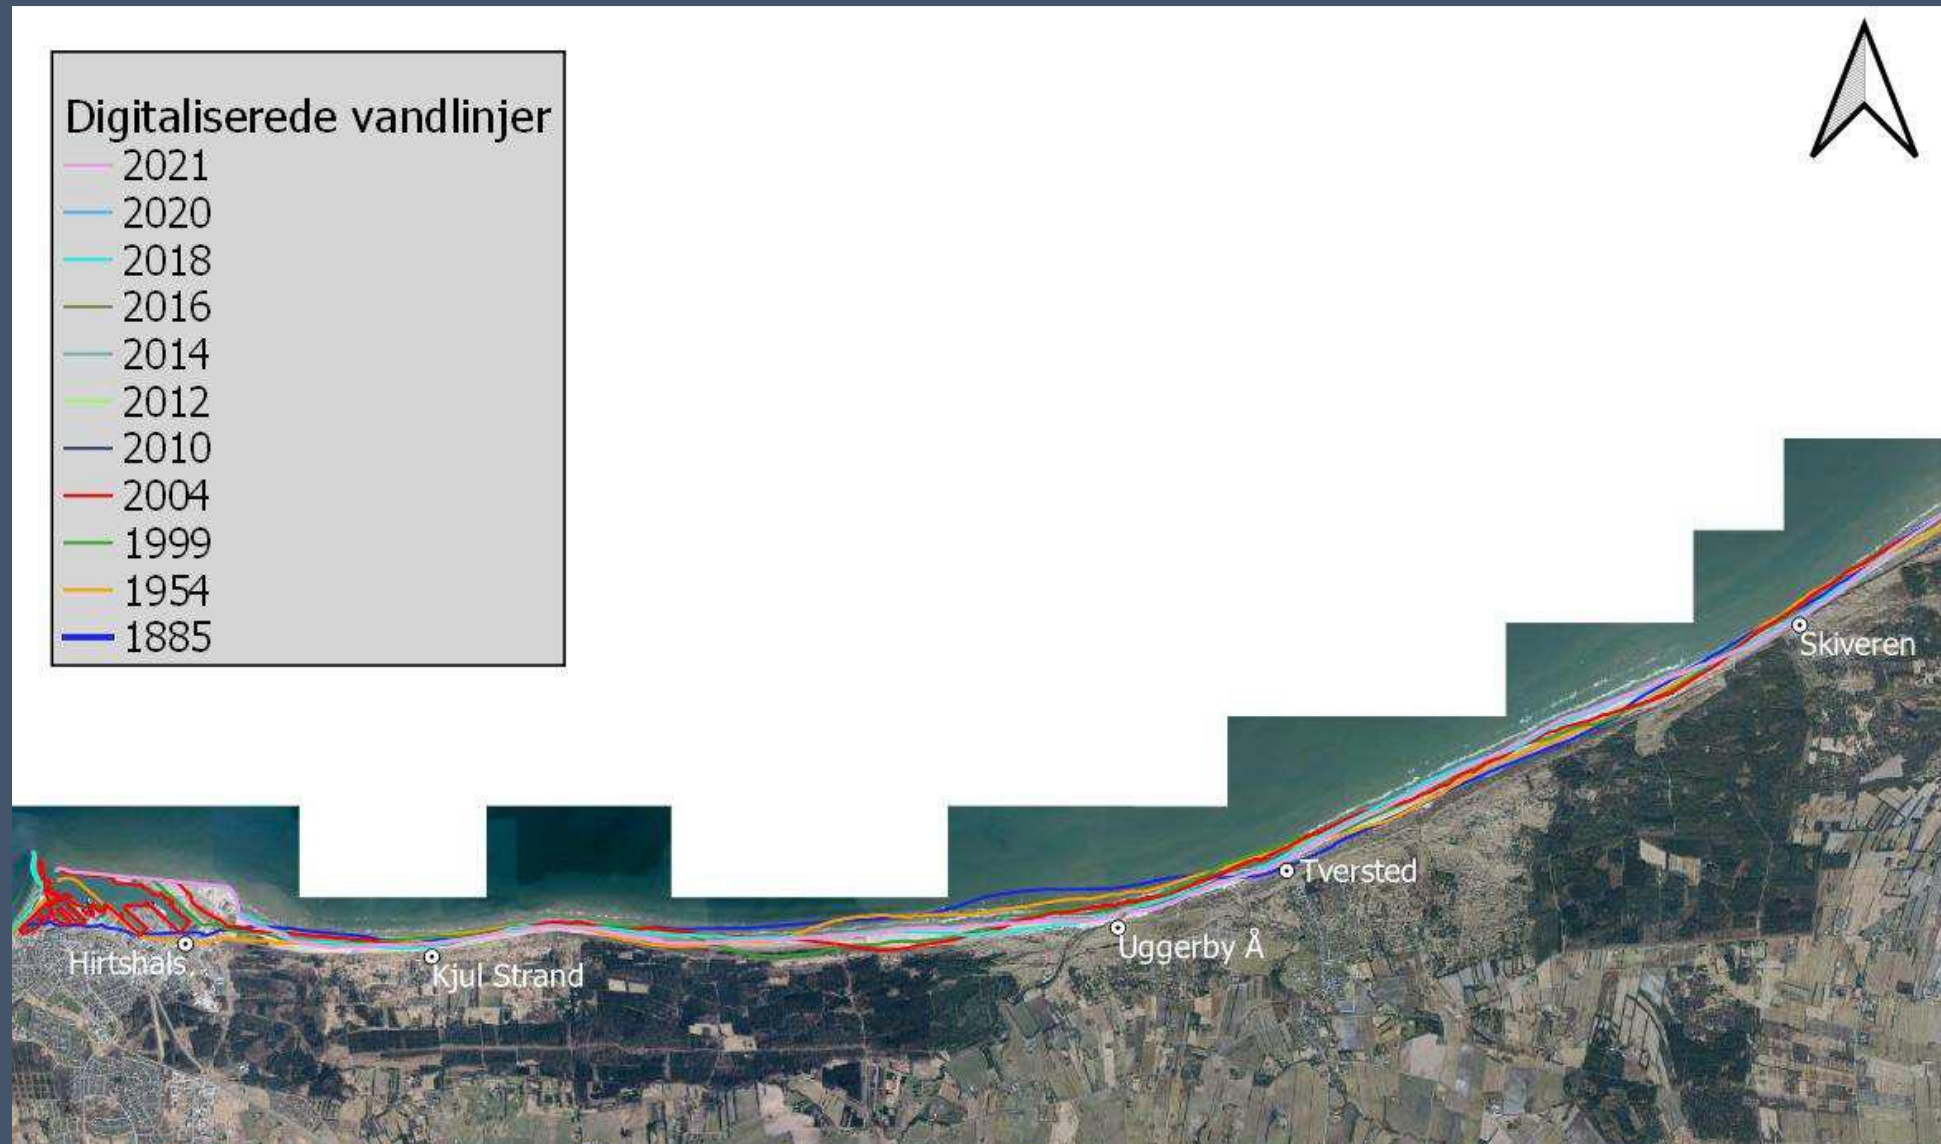 Digitaliserede vandlinjer
2021
2020
2018
2016
2014
2012
2010
2004
1999
1954
1885
Skiveren
Tversted
Uggerby Å
Hirtshals
Kjul Strand